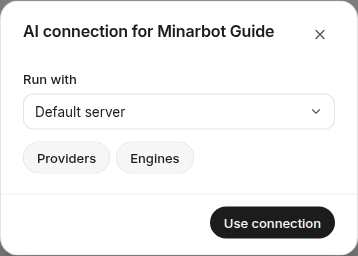 AI connection for Minarbot Guide
Run with
Default server
Providers
Engines
Use connection